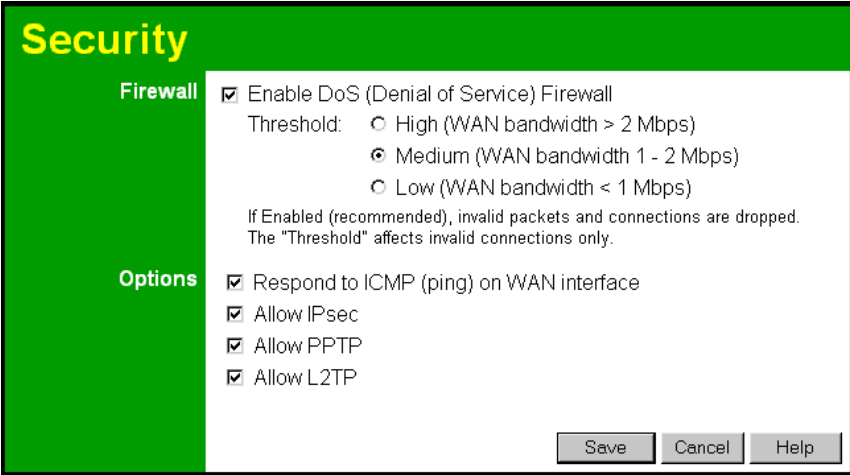 Security
Firewall
Enable DoS (Denial of Service) Firewall
Threshold: High (WAN bandwidth > 2 Mbps)
Medium (WAN bandwidth 1 - 2 Mbps)
Low (WAN bandwidth < 1 Mbps)
If Enabled (recommended), invalid packets and connections are dropped.
The "Threshold" affects invalid connections only.
Options
Respond to ICMP (ping) on WAN interface
Allow IPsec
Allow PPTP
Allow L2TP
Save Cancel Help